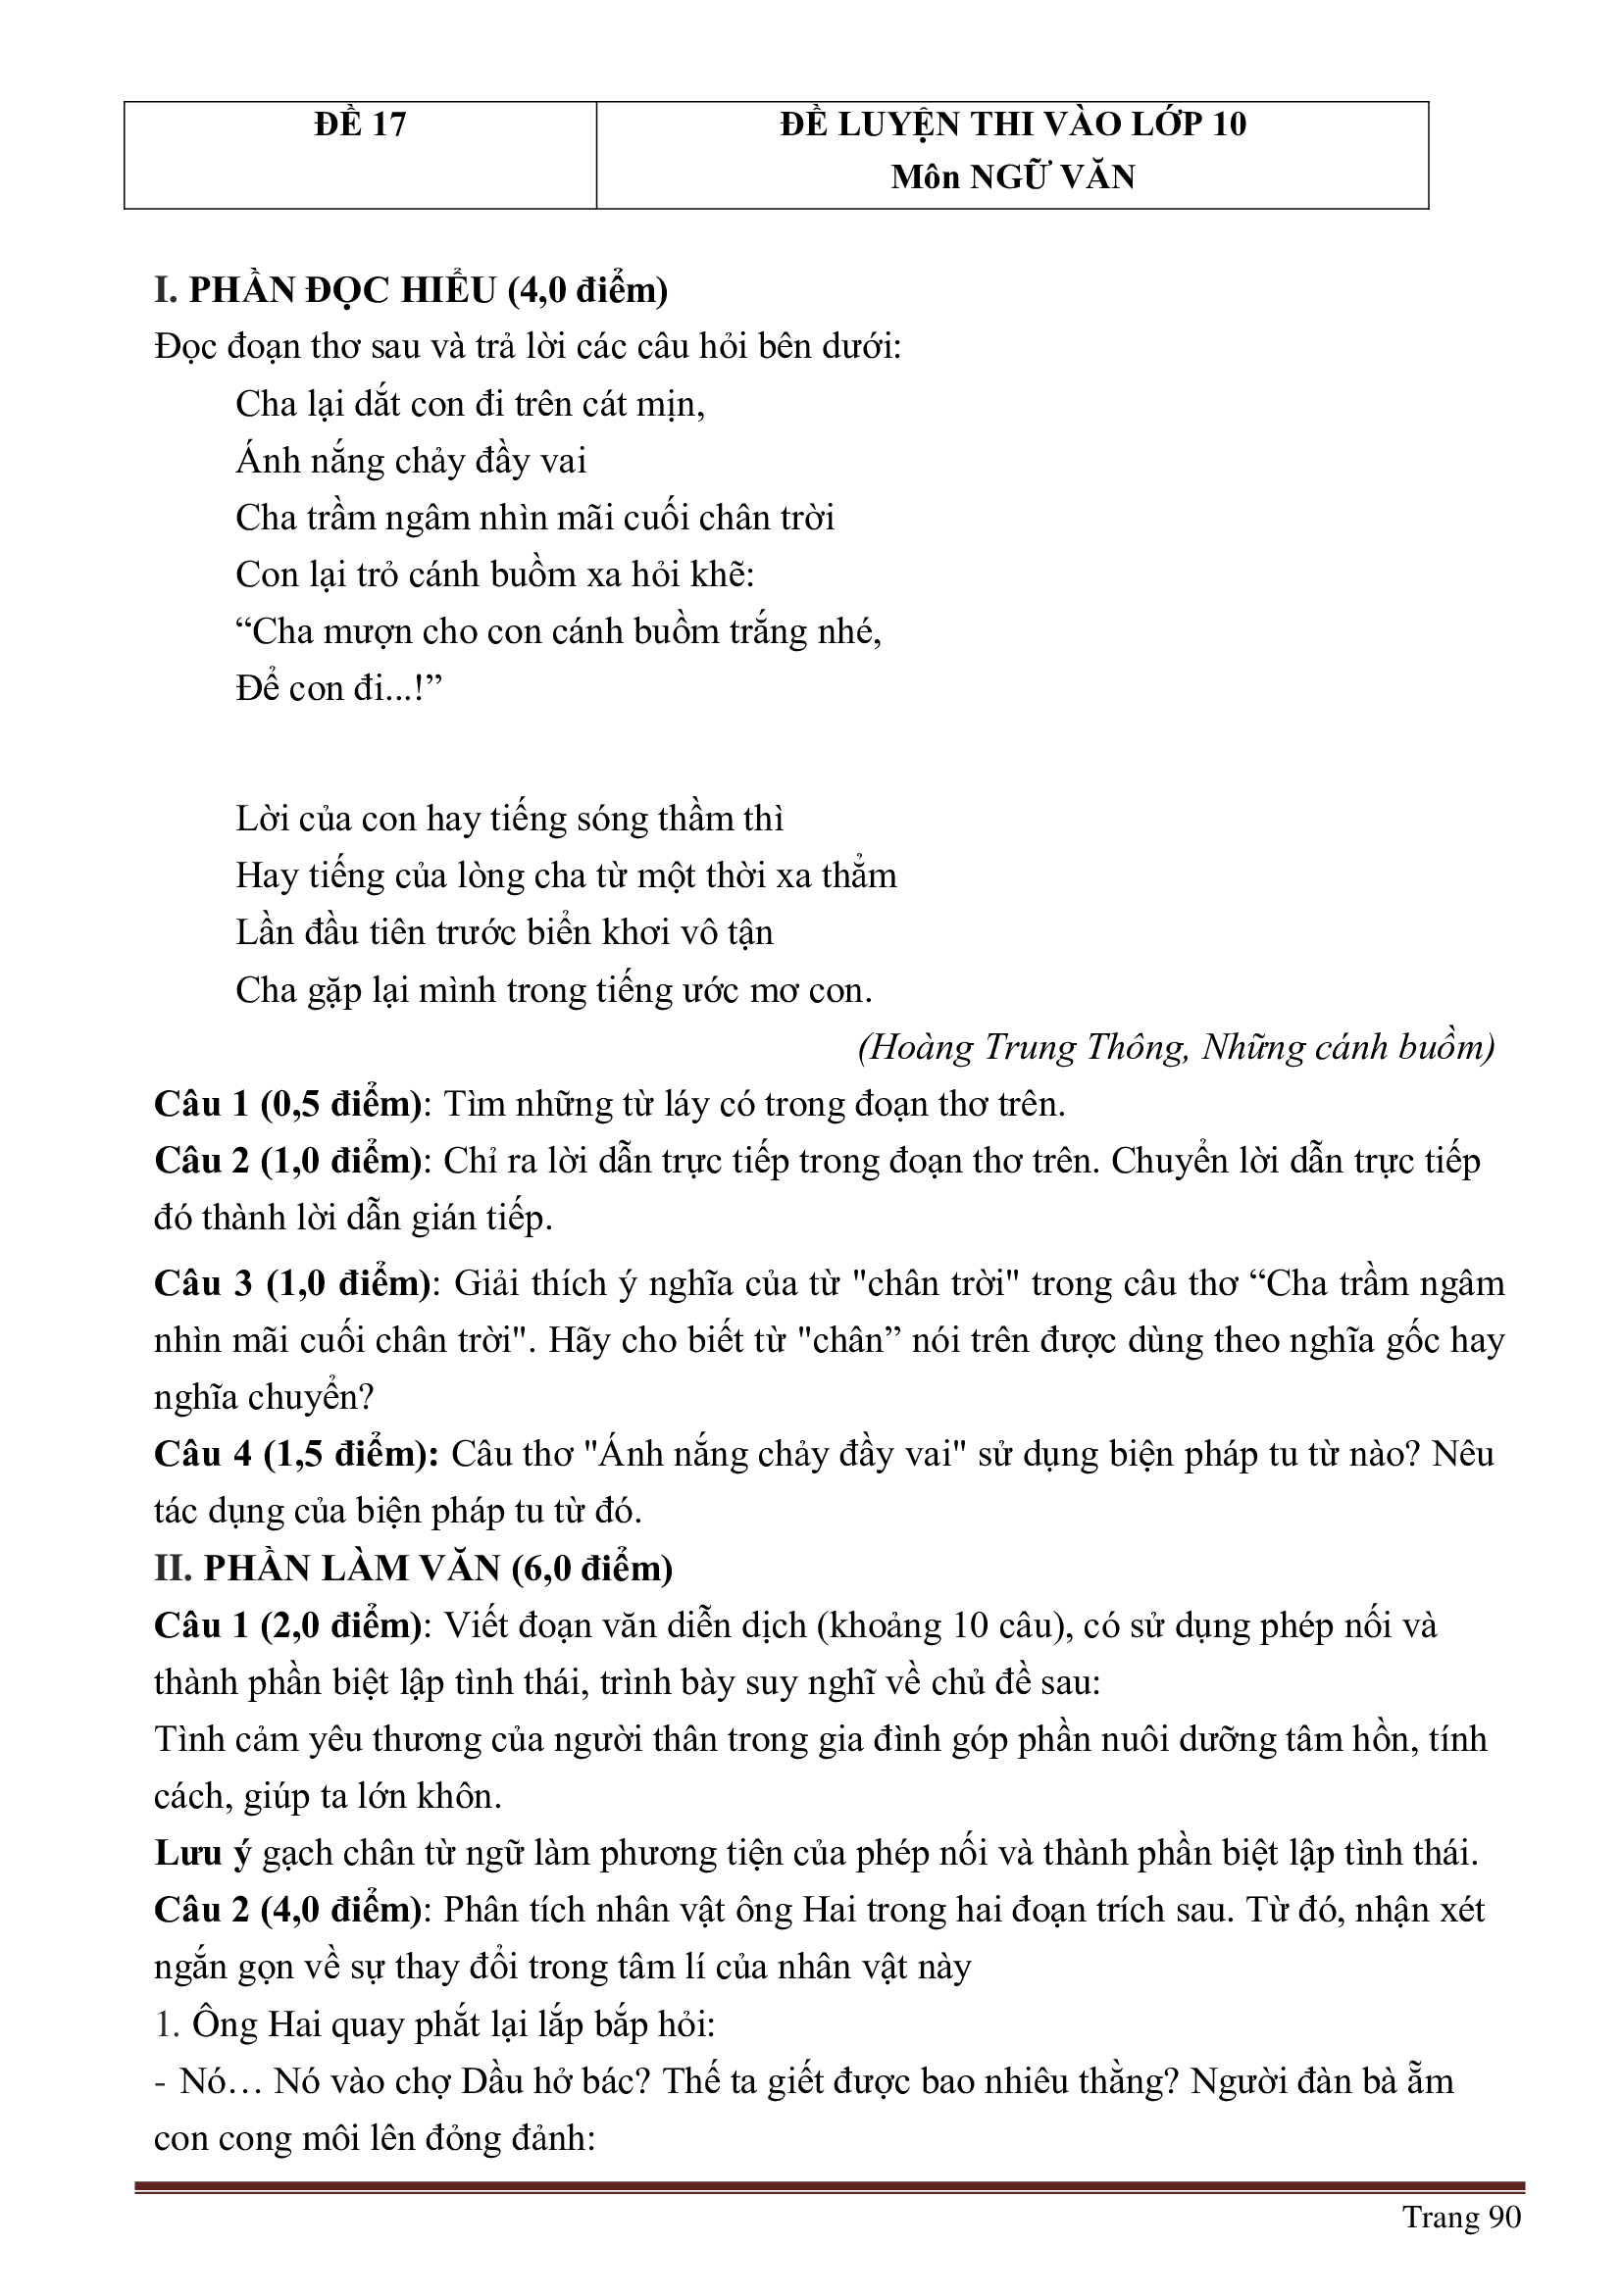 ĐỀ 17
ĐỀ LUYỆN THI VÀO LỚP 10
Môn NGỮ VĂN
I. PHẦN ĐỌC HIỂU (4,0 điểm)
Đọc đoạn thơ sau và trả lời các câu hỏi bên dưới:
Cha lại dắt con đi trên cát mịn,
Ánh nắng chảy đầy vai
Cha trầm ngâm nhìn mãi cuối chân trời
Con lại trỏ cánh buồm xa hỏi khẽ:
“Cha mượn cho con cánh buồm trắng nhé,
Để con đi...!”
Lời của con hay tiếng sóng thầm thì
Hay tiếng của lòng cha từ một thời xa thẳm
Lần đầu tiên trước biển khơi vô tận
Cha gặp lại mình trong tiếng ước mơ con.
(Hoàng Trung Thông, Những cánh buồm)
Câu 1 (0,5 điểm): Tìm những từ láy có trong đoạn thơ trên.
Câu 2 (1,0 điểm): Chỉ ra lời dẫn trực tiếp trong đoạn thơ trên. Chuyển lời dẫn trực tiếp
đó thành lời dẫn gián tiếp.
Câu 3 (1,0 điểm): Giải thích ý nghĩa của từ "chân trời" trong câu thơ “Cha trầm ngâm
nhìn mãi cuối chân trời". Hãy cho biết từ "chân” nói trên được dùng theo nghĩa gốc hay
nghĩa chuyển?
Câu 4 (1,5 điểm): Câu thơ "Ánh nắng chảy đầy vai" sử dụng biện pháp tu từ nào? Nêu
tác dụng của biện pháp tu từ đó.
II. PHẦN LÀM VĂN (6,0 điểm)
Câu 1 (2,0 điểm): Viết đoạn văn diễn dịch (khoảng 10 câu), có sử dụng phép nối và
thành phần biệt lập tình thái, trình bày suy nghĩ về chủ đề sau:
Tình cảm yêu thương của người thân trong gia đình góp phần nuôi dưỡng tâm hồn, tính
cách, giúp ta lớn khôn.
Lưu ý gạch chân từ ngữ làm phương tiện của phép nối và thành phần biệt lập tình thái.
Câu 2 (4,0 điểm): Phân tích nhân vật ông Hai trong hai đoạn trích sau. Từ đó, nhận xét
ngắn gọn về sự thay đổi trong tâm lí của nhân vật này
1. Ông Hai quay phắt lại lắp bắp hỏi:
- Nó… Nó vào chợ Dầu hở bác? Thế ta giết được bao nhiêu thằng? Người đàn bà ẵm
con cong môi lên đỏng đảnh:
Trang 90